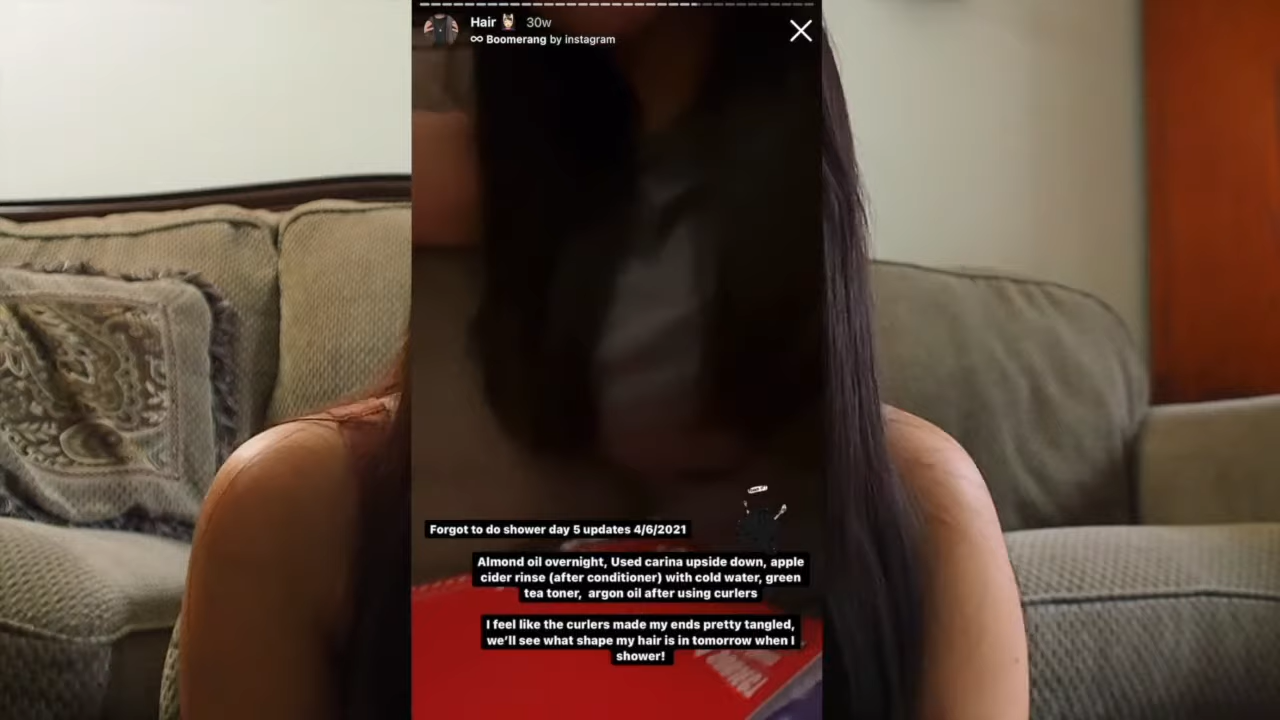 Hair 30w
Boomerang by instagram
Forgot to do shower day 5 updates 4/6/2021
Almond oil overnight, Used carina upside down, apple
cider rinse (after conditioner) with cold water, green
tea toner, argon oil after using curlers
I feel like the curlers made my ends pretty tangled,
we'll see what shape my hair is in tomorrow when I
shower!